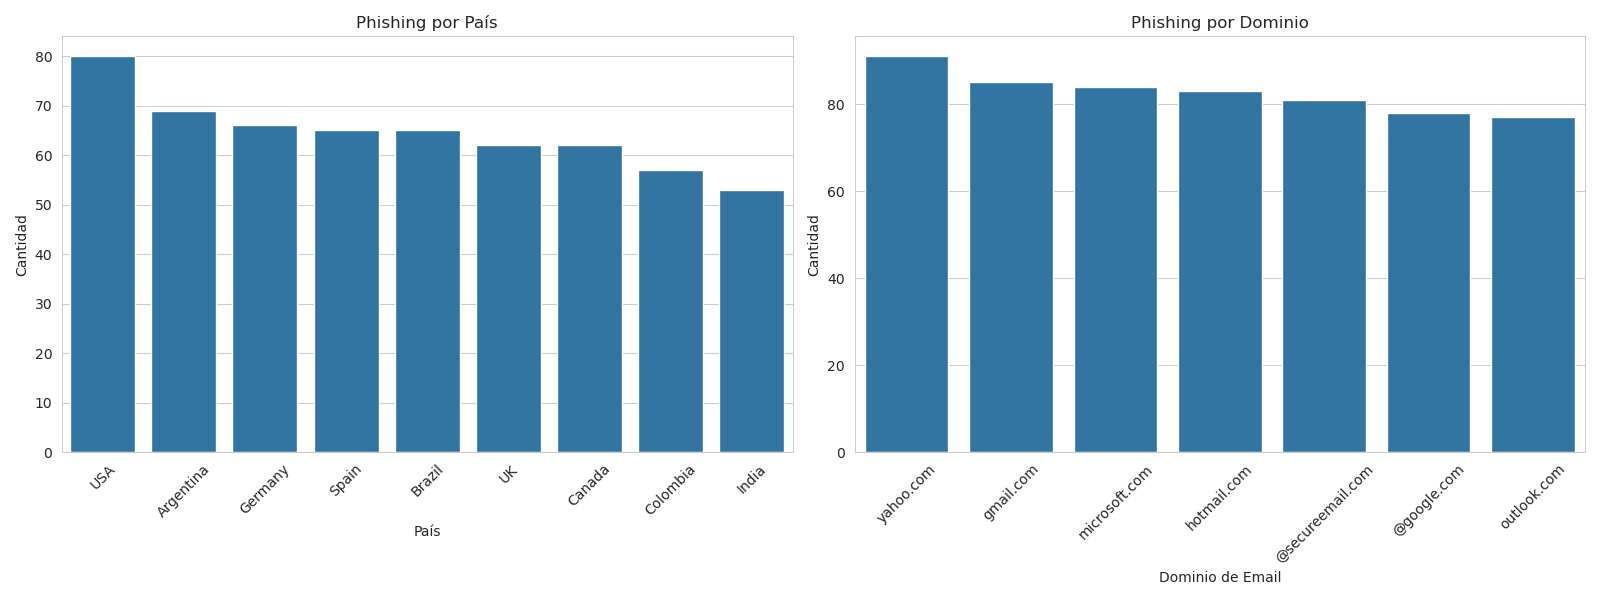 Phishing por País
80
70
60
50
40
30
20
10
0
Cantidad
USA
Argentina
Germany
Spain
Brazil
UK
Canada
Colombia
India
País
Phishing por Dominio
80
60
40
20
0
Cantidad
yahoo.com
gmail.com
microsoft.com
hotmail.com
@secureemail.com
@google.com
outlook.com
Dominio de Email